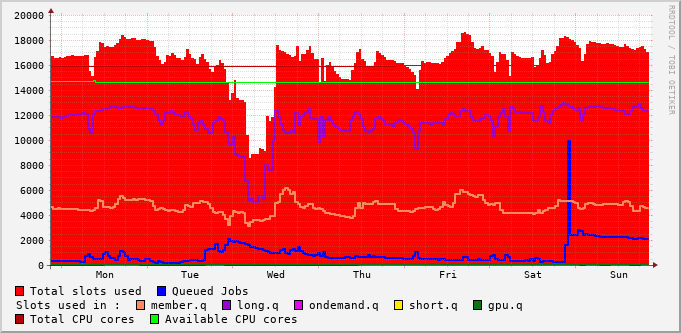 20000
18000
16000
14000
12000
10000
8000
6000
4000
2000
0
Mon Tue Wed Thu Fri Sat Sun
RRDTOOL / TOBI OETIKER
Total slots used Queued Jobs
Slots used in : member.q long.q ondemand.q short.q gpu.q
Total CPU cores Available CPU cores